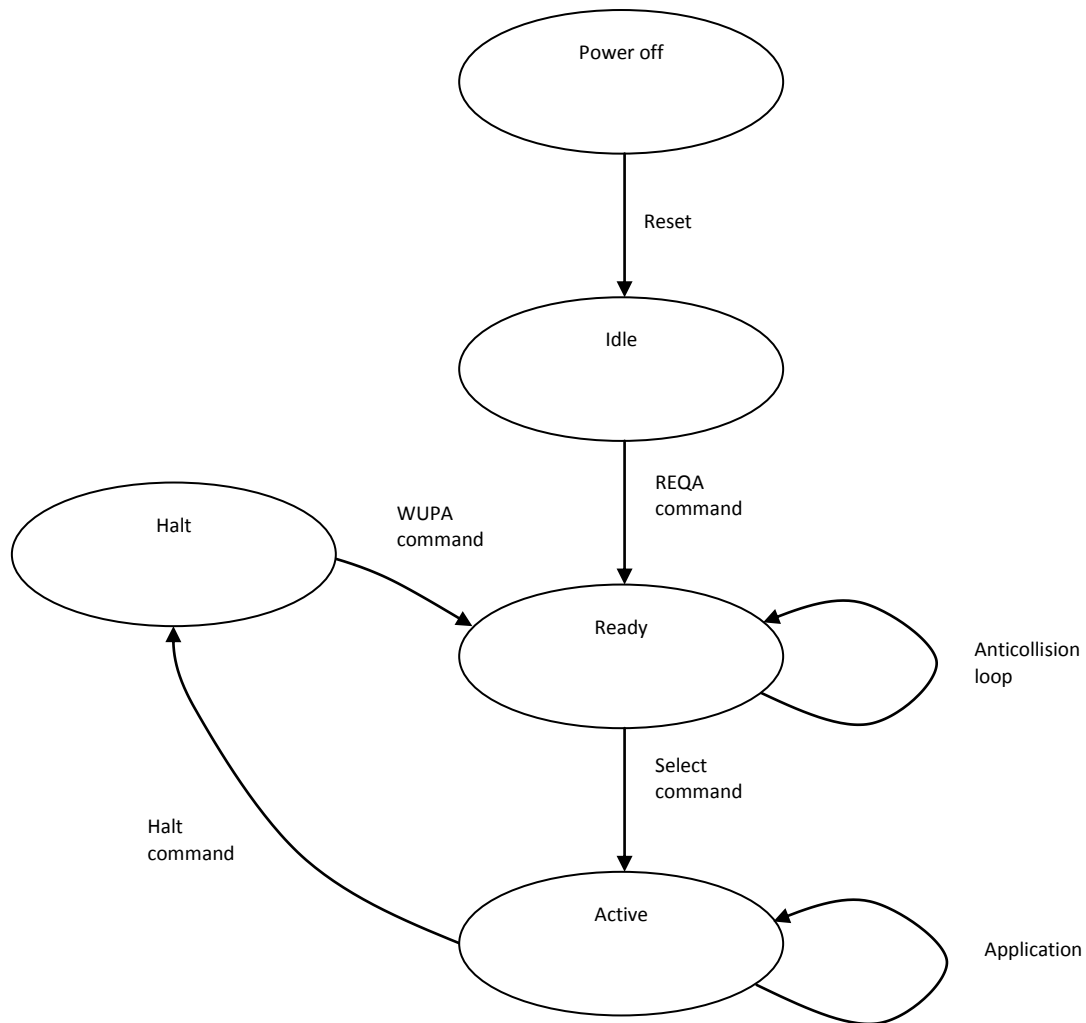 Power off
Reset
Idle
REQA
command
Halt
WUPA
command
Ready
Anticollision
loop
Select
command
Halt
command
Active
Application